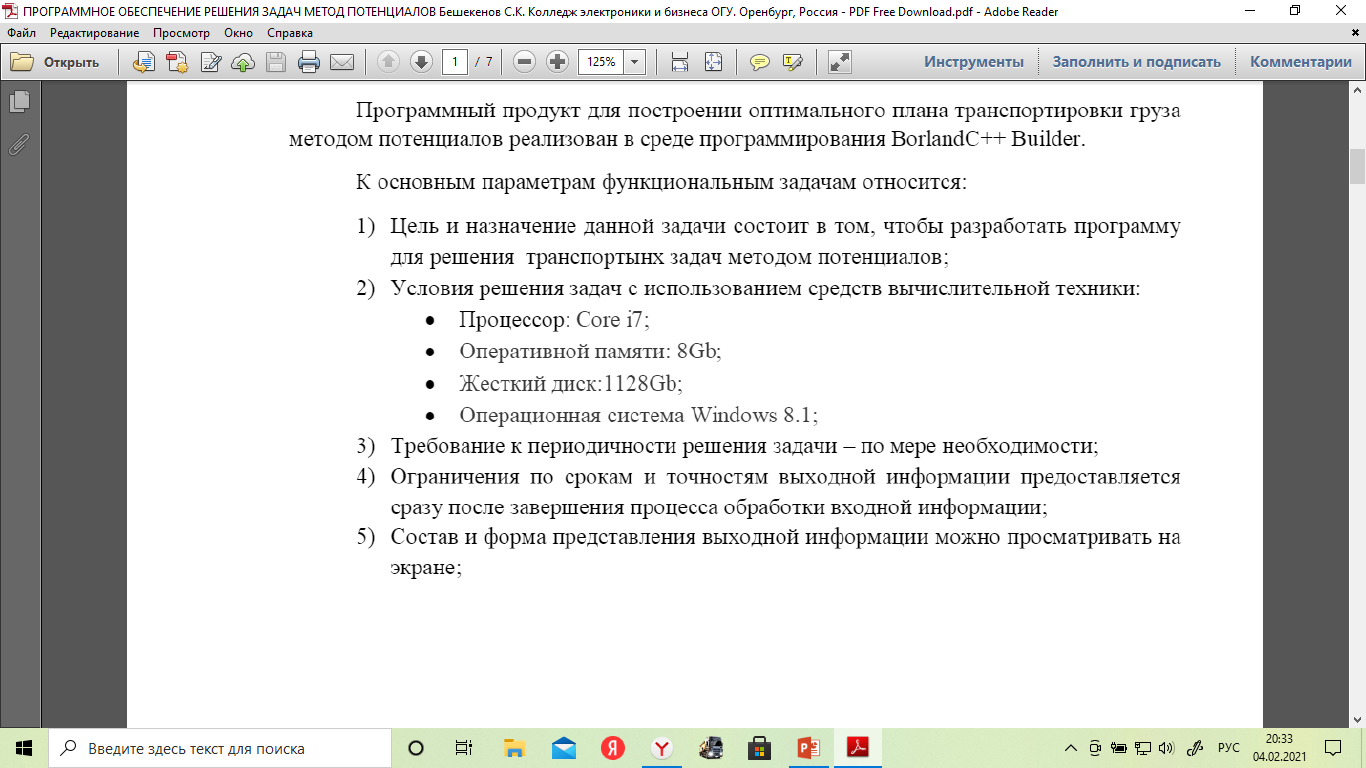 ПРОГРАММНОЕ ОБЕСПЕЧЕНИЕ РЕШЕНИЯ ЗАДАЧ МЕТОД ПОТЕНЦИАЛОВ Бешекенов С.К. Колледж электроники и бизнеса ОГУ. Оренбург, Россия - PDF Free Download.pdf - Adobe Reader
Файл Редактирование Просмотр Окно Справка
Открыть 1 / 7 125% Инструменты Заполнить и подписать Комментарии
Программный продукт для построении оптимального плана транспортировки груза
методом потенциалов реализован в среде программирования BorlandC++ Builder.
К основным параметрам функциональным задачам относится:
1) Цель и назначение данной задачи состоит в том, чтобы разработать программу
для решения транспортынх задач методом потенциалов;
2) Условия решения задач с использованием средств вычислительной техники:
• Процессор: Core i7;
• Оперативной памяти: 8Gb;
• Жесткий диск:1128Gb;
• Операционная система Windows 8.1;
3) Требование к периодичности решения задачи – по мере необходимости;
4) Ограничения по срокам и точностям выходной информации предоставляется
сразу после завершения процесса обработки входной информации;
5) Состав и форма представления выходной информации можно просматривать на
экране;
Введите здесь текст для поиска
РУС
20:33
04.02.2021